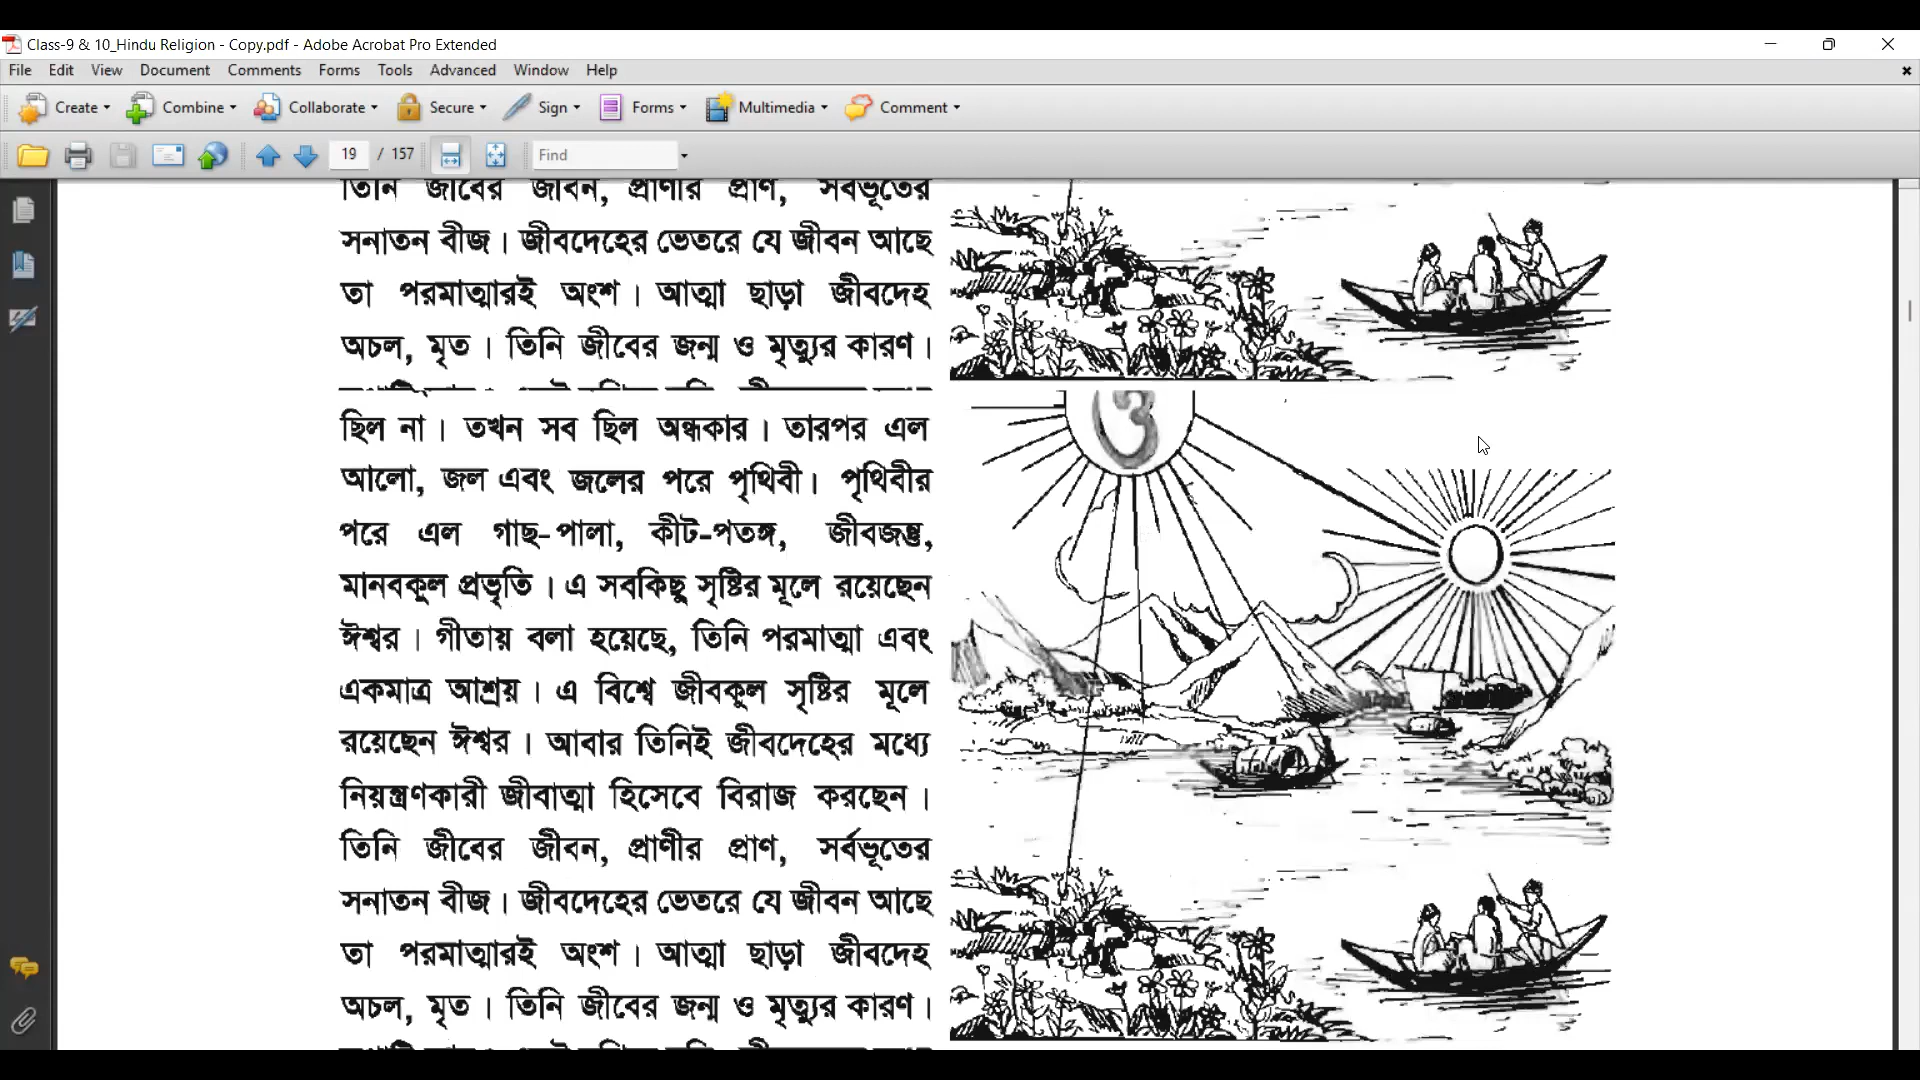 Class-9 & 10_Hindu Religion - Copy.pdf - Adobe Acrobat Pro Extended
File Edit View Document Comments Forms Tools Advanced Window Help
Create Combine Collaborate Secure Sign Forms Multimedia Comment
19 / 157 Find
তিনি জীবের জীবন, প্রাণীর প্রাণ, সর্বভূতের
সনাতন বীজ। জীবদেহের ভেতরে যে জীবন আছে
তা পরমাত্মারই অংশ। আত্মা ছাড়া জীবদেহ
অচল, মৃত। তিনি জীবের জন্ম ও মৃত্যুর কারণ।
ছিল না। তখন সব ছিল অন্ধকার। তারপর এল
আলো, জল এবং জলের পরে পৃথিবী। পৃথিবীর
পরে এল গাছ-পালা, কীট-পতঙ্গ, জীবজন্তু,
মানবকুল প্রভৃতি। এ সবকিছু সৃষ্টির মূলে রয়েছেন
ঈশ্বর। গীতায় বলা হয়েছে, তিনি পরমাত্মা এবং
একমাত্র আশ্রয়। এ বিশ্বে জীবকুল সৃষ্টির মূলে
রয়েছেন ঈশ্বর। আবার তিনিই জীবদেহের মধ্যে
নিয়ন্ত্রণকারী জীবাত্মা হিসেবে বিরাজ করছেন।
তিনি জীবের জীবন, প্রাণীর প্রাণ, সর্বভূতের
সনাতন বীজ। জীবদেহের ভেতরে যে জীবন আছে
তা পরমাত্মারই অংশ। আত্মা ছাড়া জীবদেহ
অচল, মৃত। তিনি জীবের জন্ম ও মৃত্যুর কারণ।